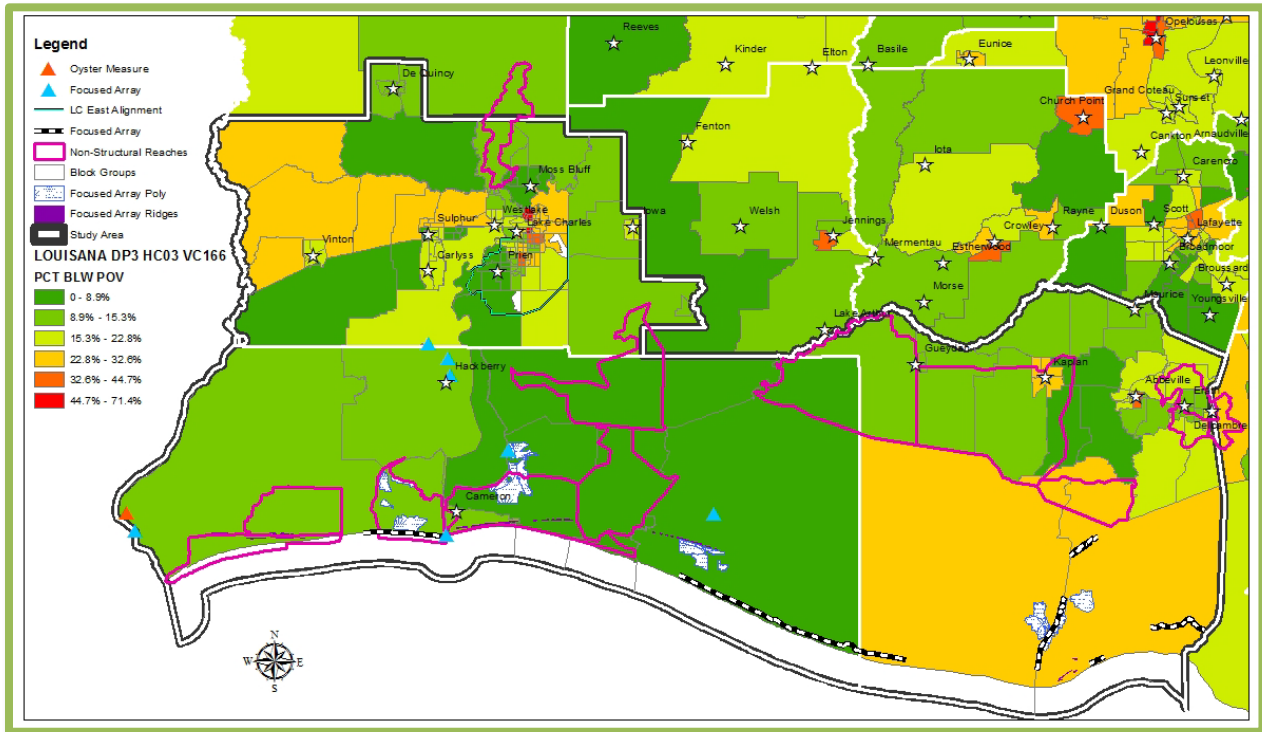 Legend
Oyster Measure
Focused Array
LC East Alignment
Focused Array
Non-Structural Reaches
Block Groups
Focused Array Poly
Focused Array Ridges
Study Area
LOUISANA DP3 HC03 VC166
PCT BLW POV
0 - 8.9%
8.9% - 15.3%
15.3% - 22.8%
22.8% - 32.6%
32.6% - 44.7%
44.7% - 71.4%
Reeves
Kinder
Elton
Basile
Eunice
Opelousas
Leonville
De Quincy
Grand Coteau
Sunset
Church Point
Cankton
Arnaudville
Fenton
Iota
Carencro
Moss Bluff
Sulphur
Westlake
Lake Charles
Iowa
Welsh
Jennings
Rayne
Duson
Scott
Lafayette
Crowley
Estherwood
Broadmoor
Vinton
Carlyss
Prien
Mermentau
Broussard
Morse
Maurice
Youngsville
Lake Arthur
Gueydan
Hackberry
Kaplan
Abbeville
Erath
Delcambre
Cameron
N
W
E
S